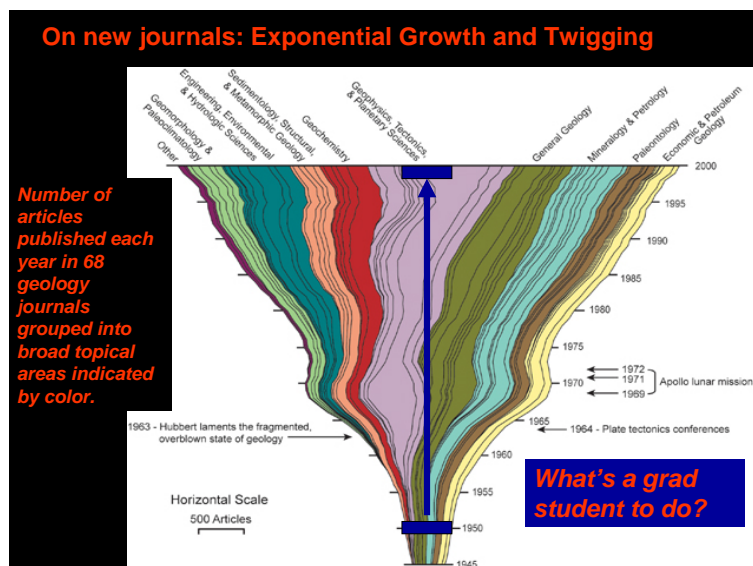 On new journals: Exponential Growth and Twigging
Other
Geomorphology &
Paleoclimatology
Engineering, Environmental
& Hydrologic Sciences
Sedimentology, Structural,
& Metamorphic Geology
Geochemistry
Geophysics, Tectonics,
& Planetary Sciences
General Geology
Mineralogy & Petrology
Paleontology
Economic & Petroleum
Geology
2000
1995
1990
1985
1980
1975
1970
1965
1960
1955
1950
1945
Number of
articles
published each
year in 68
geology
journals
grouped into
broad topical
areas indicated
by color.
1972
1971
1969
Apollo lunar mission
1963 - Hubbert laments the fragmented,
overblown state of geology
1964 - Plate tectonics conferences
Horizontal Scale
500 Articles
What's a grad
student to do?